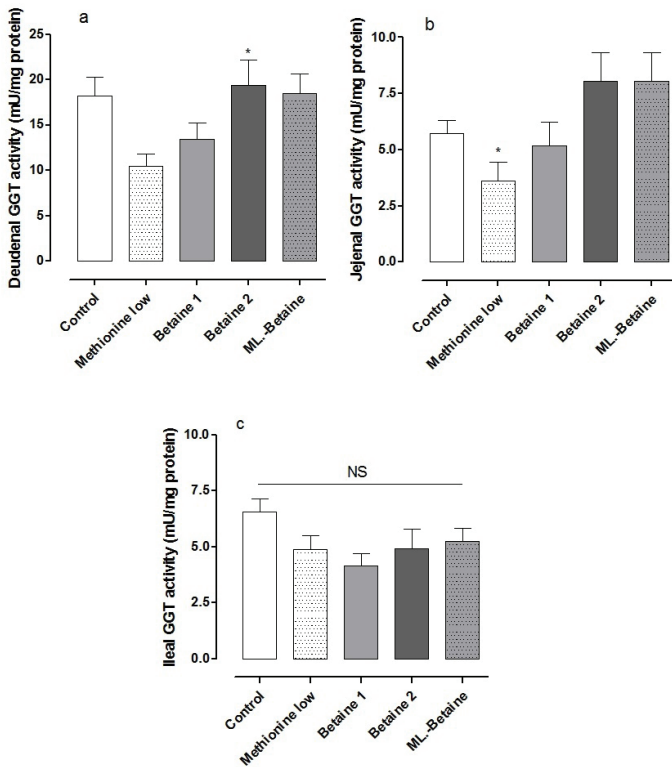 a
Deudenal GGT activity (mU/mg protein)
25
20
15
10
5
0
*
Control
Methionine low
Betaine 1
Betaine 2
ML.-Betaine
b
Jejenal GGT activity (mU/mg protein)
10.0
7.5
5.0
2.5
0.0
*
Control
Methionine low
Betaine 1
Betaine 2
ML.-Betaine
c
Ileal GGT activity (mU/mg protein)
10.0
7.5
5.0
2.5
0.0
NS
Control
Methionine low
Betaine 1
Betaine 2
ML.-Betaine